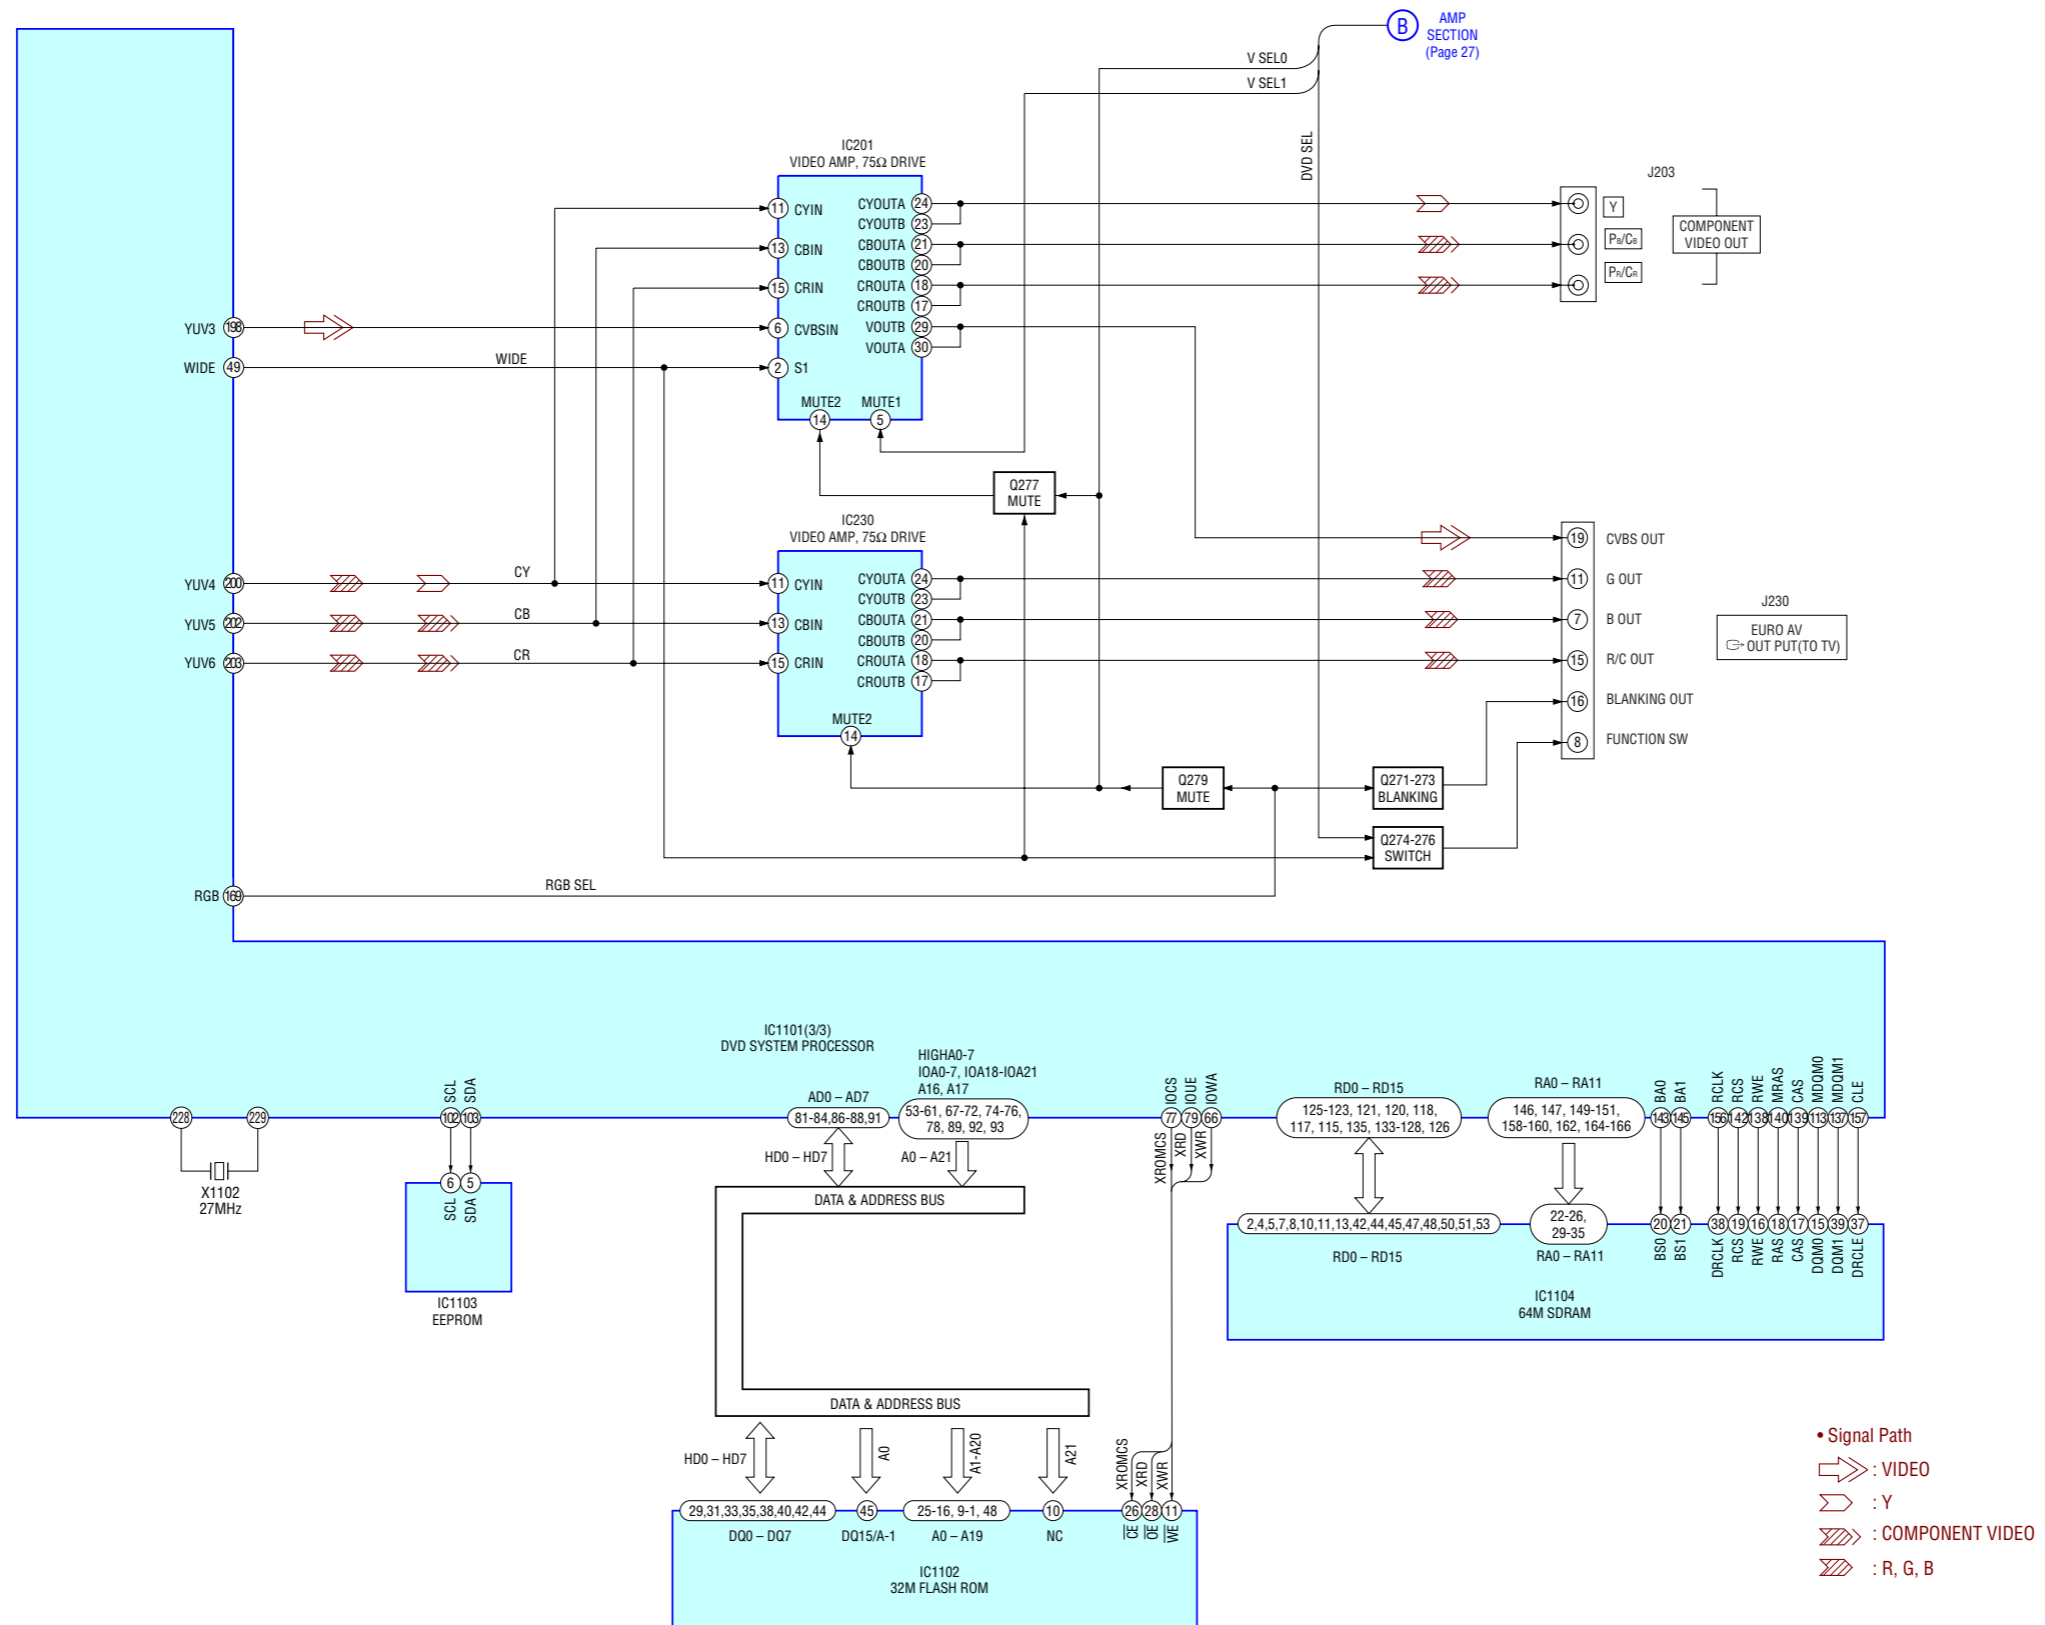 B
AMP
SECTION
(Page 27)
V SEL0
V SEL1
DVD SEL
IC201
VIDEO AMP, 75Ω DRIVE
11 CYIN
13 CBIN
15 CRIN
6 CVBSIN
2 S1
CYOUTA 24
CYOUTB 23
CBOUTA 21
CBOUTB 20
CROUTA 18
CROUTB 17
VOUTB 29
VOUTA 30
MUTE2 MUTE1
14 5
J203
Y
PB/CB
PR/CR
COMPONENT
VIDEO OUT
YUV3 198
WIDE 49
WIDE
Q277
MUTE
IC230
VIDEO AMP, 75Ω DRIVE
YUV4 200
YUV5 202
YUV6 203
CY
CB
CR
11 CYIN
13 CBIN
15 CRIN
CYOUTA 24
CYOUTB 23
CBOUTA 21
CBOUTB 20
CROUTA 18
CROUTB 17
MUTE2
14
19 CVBS OUT
11 G OUT
7 B OUT
15 R/C OUT
16 BLANKING OUT
8 FUNCTION SW
J230
EURO AV
OUT PUT(TO TV)
Q279
MUTE
Q271-273
BLANKING
Q274-276
SWITCH
RGB 169
RGB SEL
IC1101(3/3)
DVD SYSTEM PROCESSOR
228 229
X1102
27MHz
SCL SDA
102 103
6 5
SCL SDA
IC1103
EEPROM
AD0 – AD7
81-84,86-88,91
HD0 – HD7
HIGHA0-7
IOA0-7, IOA18-IOA21
A16, A17
53-61, 67-72, 74-76,
78, 89, 92, 93
A0 – A21
DATA & ADDRESS BUS
DATA & ADDRESS BUS
IOCS IOUE IOWA
77 79 66
XROMCS XRD XWR
RD0 – RD15
125-123, 121, 120, 118,
117, 115, 135, 133-128, 126
RA0 – RA11
146, 147, 149-151,
158-160, 162, 164-166
BA0 BA1 RCLK RCS RWE MRAS CAS MDQM0 MDQM1 CLE
143 145 156 142 138 140 139 113 137 157
2,4,5,7,8,10,11,13,42,44,45,47,48,50,51,53
RD0 – RD15
22-26,
29-35
RA0 – RA11
20 21 38 19 16 18 17 15 39 37
BS0 BS1 DRCLK RCS RWE RAS CAS DQM0 DQM1 DRCLE
IC1104
64M SDRAM
HD0 – HD7
A0
A1-A20
A21
XROMCS XRD XWR
29,31,33,35,38,40,42,44
DQ0 – DQ7
45
DQ15/A-1
25-16, 9-1, 48
A0 – A19
10
NC
26 28 11
CE OE WE
IC1102
32M FLASH ROM
• Signal Path
: VIDEO
: Y
: COMPONENT VIDEO
: R, G, B